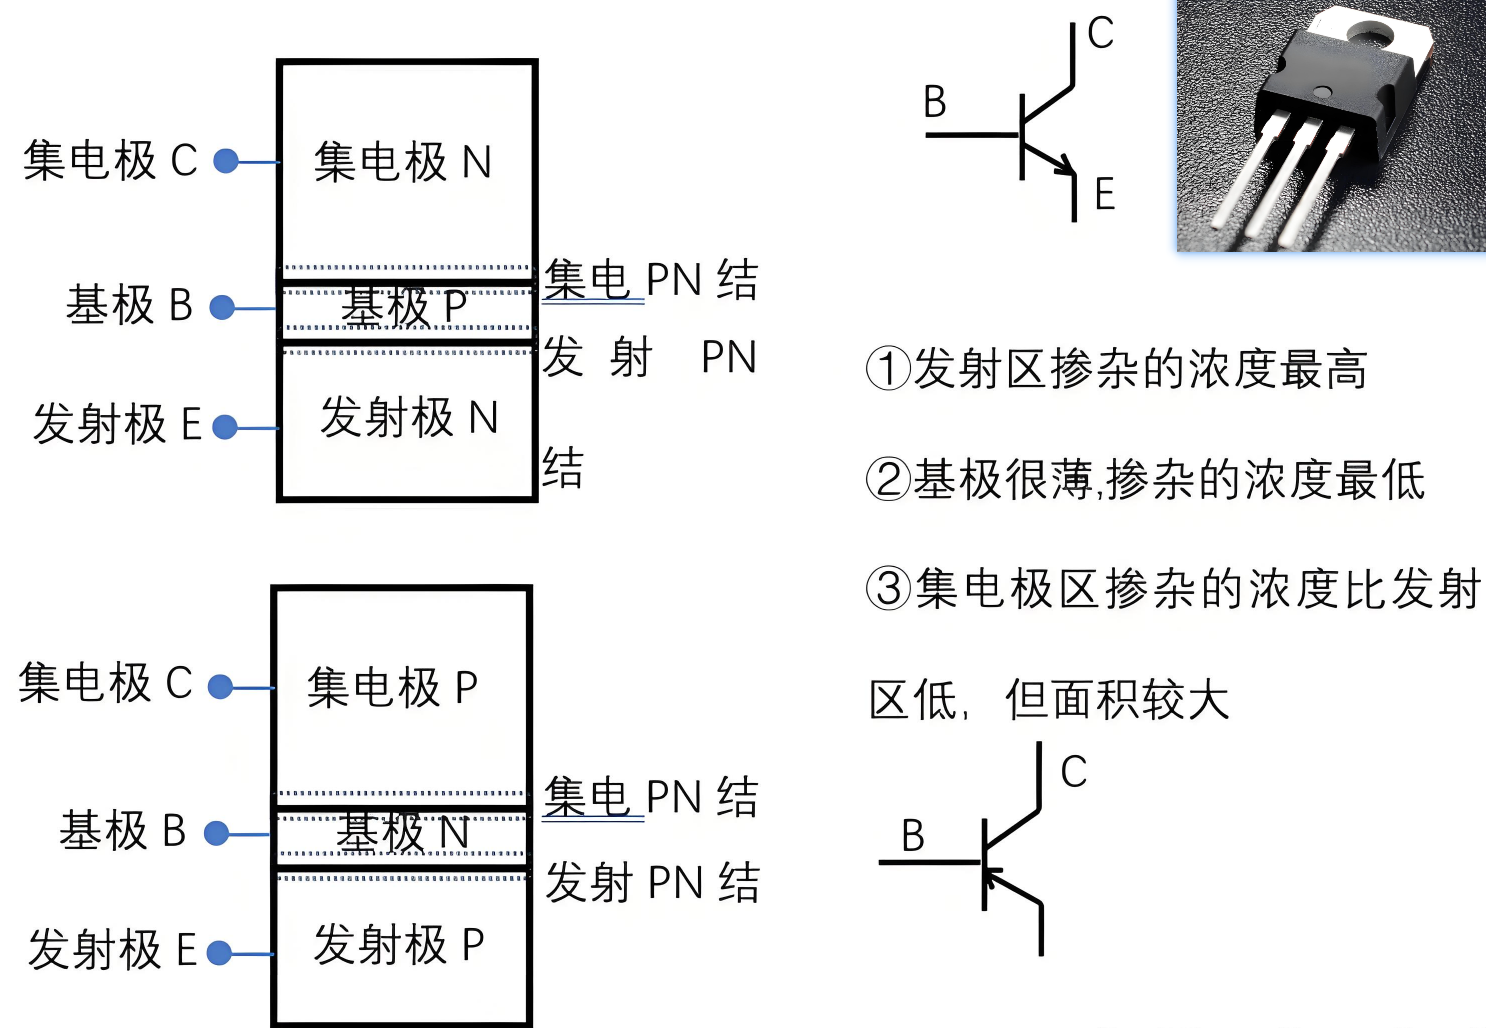 集电极 C
集电极 N
基极 B
基极 P
发射极 E
发射极 N
集电 PN 结
发 射 PN
结
C
B
E
①发射区掺杂的浓度最高
②基极很薄,掺杂的浓度最低
③集电极区掺杂的浓度比发射
区低，但面积较大
集电极 C
集电极 P
基极 B
基极 N
发射极 E
发射极 P
集电 PN 结
发射 PN 结
C
B